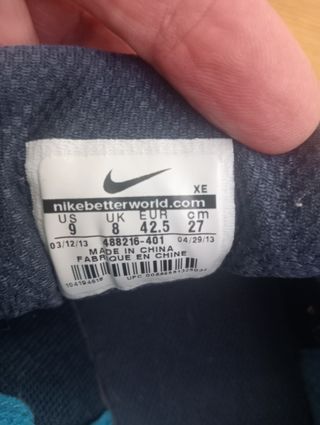 XE
nikebetterworld.com
US UK EUR cm
9 8 42.5 27
03/12/13 488216-401 04/29/13
MADE IN CHINA
FABRIQUE EN CHINE
UPC